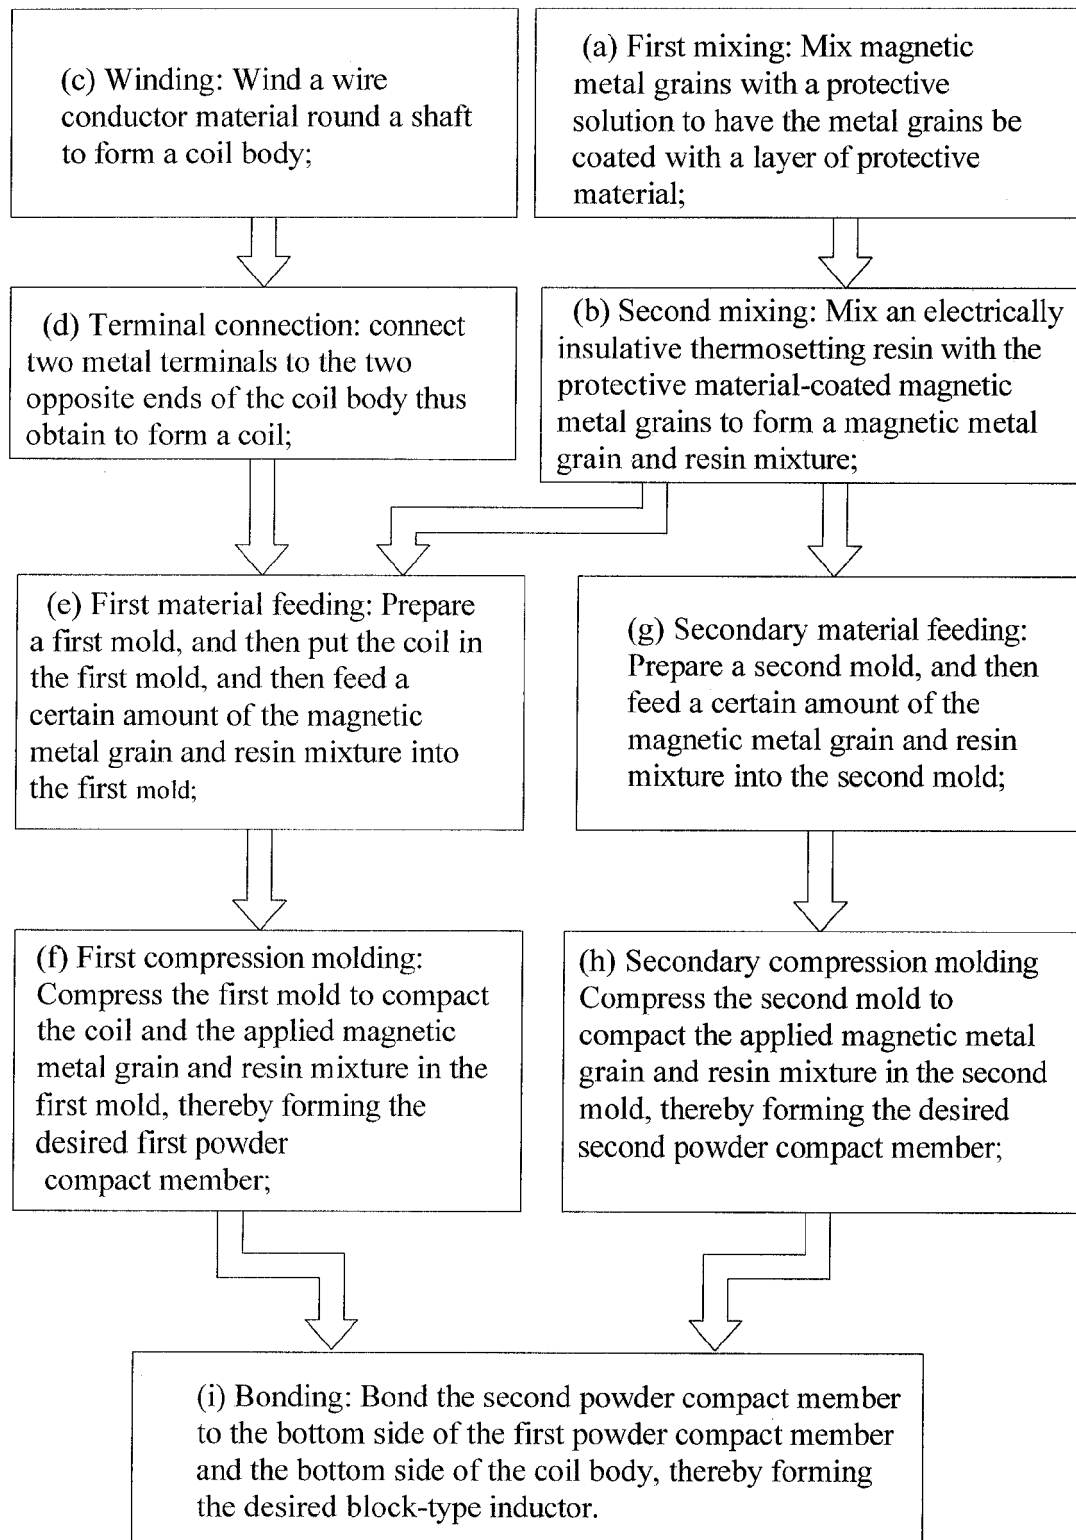 (c) Winding: Wind a wire
conductor material round a shaft
to form a coil body;
(a) First mixing: Mix magnetic
metal grains with a protective
solution to have the metal grains be
coated with a layer of protective
material;
(d) Terminal connection: connect
two metal terminals to the two
opposite ends of the coil body thus
obtain to form a coil;
(b) Second mixing: Mix an electrically
insulative thermosetting resin with the
protective material-coated magnetic
metal grains to form a magnetic metal
grain and resin mixture;
(e) First material feeding: Prepare
a first mold, and then put the coil in
the first mold, and then feed a
certain amount of the magnetic
metal grain and resin mixture into
the first mold;
(g) Secondary material feeding:
Prepare a second mold, and then
feed a certain amount of the
magnetic metal grain and resin
mixture into the second mold;
(f) First compression molding:
Compress the first mold to compact
the coil and the applied magnetic
metal grain and resin mixture in the
first mold, thereby forming the
desired first powder
compact member;
(h) Secondary compression molding
Compress the second mold to
compact the applied magnetic metal
grain and resin mixture in the second
mold, thereby forming the desired
second powder compact member;
(i) Bonding: Bond the second powder compact member
to the bottom side of the first powder compact member
and the bottom side of the coil body, thereby forming
the desired block-type inductor.